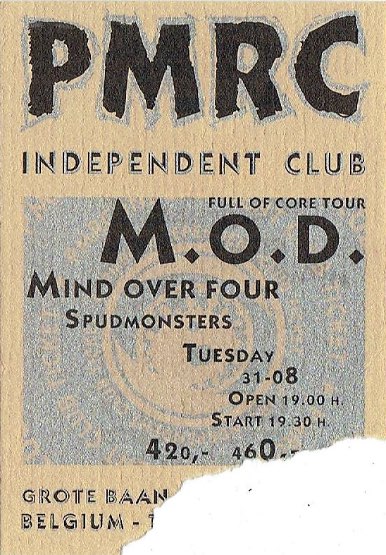 PMRC
INDEPENDENT CLUB
FULL OF CORE TOUR
M.O.D.
MIND OVER FOUR
SPUDMONSTERS
TUESDAY
31-08
OPEN 19.00 H.
START 19.30 H.
420,- 460,-
GROTE BAAN
BELGIUM -